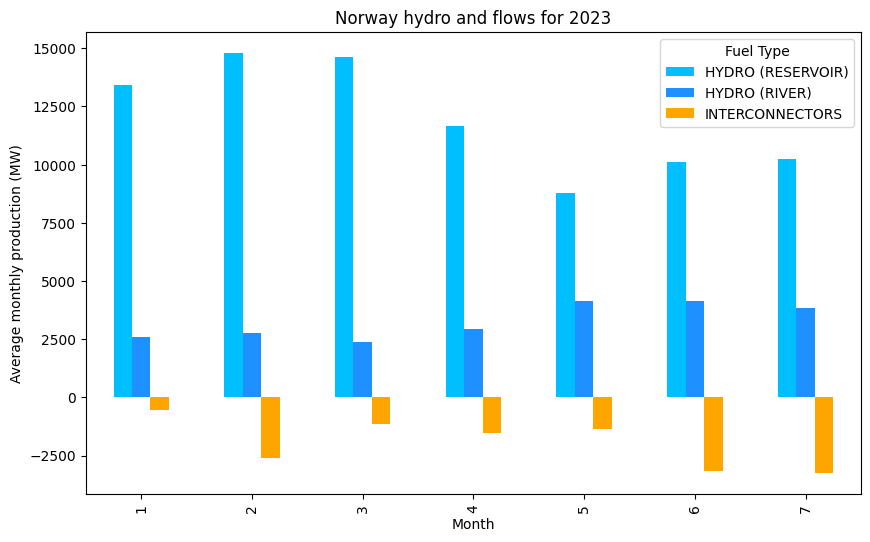 Norway hydro and flows for 2023
Fuel Type
HYDRO (RESERVOIR)
HYDRO (RIVER)
INTERCONNECTORS
Average monthly production (MW)
15000
12500
10000
7500
5000
2500
0
−2500
1
2
3
4
5
6
7
Month